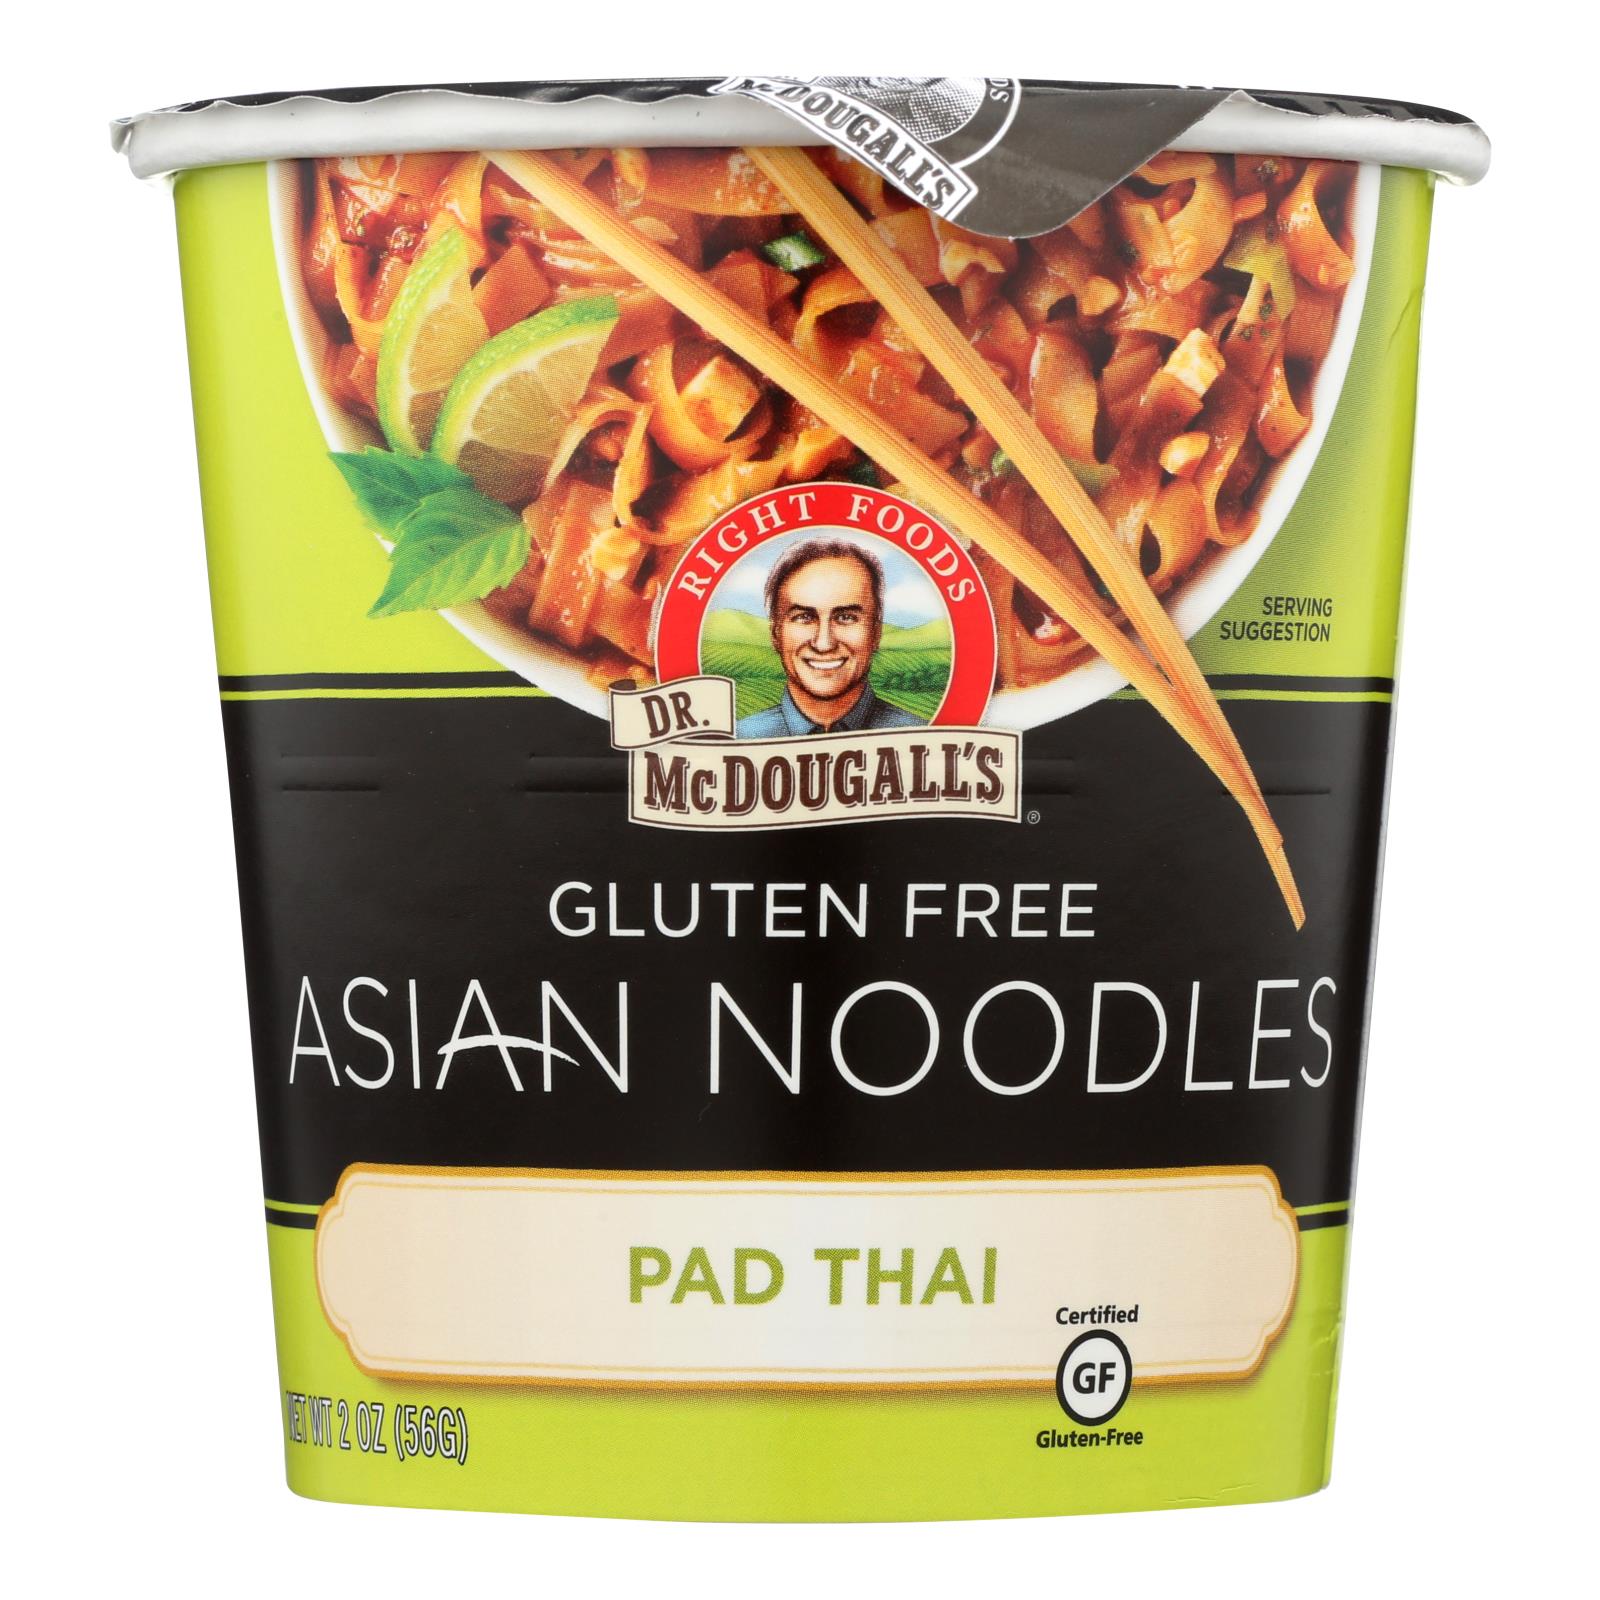 McDOUGALL'S
RIGHT FOODS
SERVING
SUGGESTION
DR.
McDOUGALL'S
®
GLUTEN FREE
ASIAN NOODLES
PAD THAI
Certified
GF
Gluten-Free
NET WT 2 OZ (56G)